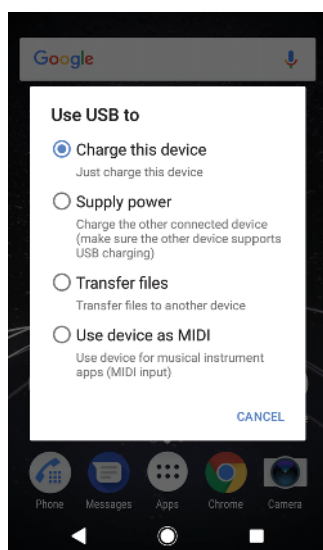 Google
Use USB to
Charge this device
Just charge this device
Supply power
Charge the other connected device
(make sure the other device supports
USB charging)
Transfer files
Transfer files to another device
Use device as MIDI
Use device for musical instrument
apps (MIDI input)
CANCEL
Phone Messages Apps Chrome Camera